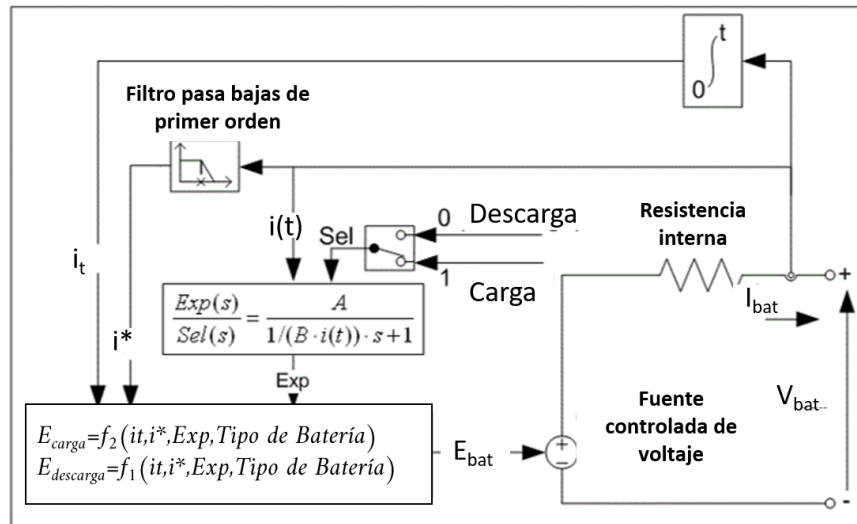 t
∫
0
Filtro pasa bajas de
primer orden
i(t)
Sel
0
Descarga
1
Carga
Resistencia
interna
+
I_bat
i_t
i*
Exp(s)/Sel(s) = A/(1/(B·i(t))·s+1)
Exp
E_carga=f_2(it,i*,Exp,Tipo de Batería)
E_descarga=f_1(it,i*,Exp,Tipo de Batería)
E_bat
Fuente
controlada de
voltaje
V_bat
-